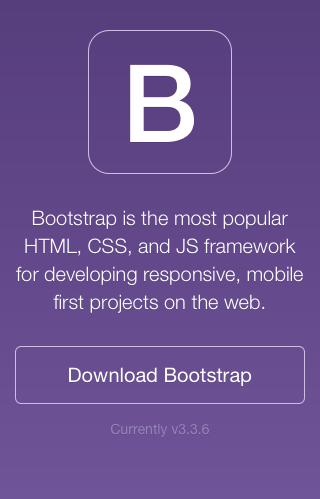 B
Bootstrap is the most popular
HTML, CSS, and JS framework
for developing responsive, mobile
first projects on the web.
Download Bootstrap
Currently v3.3.6